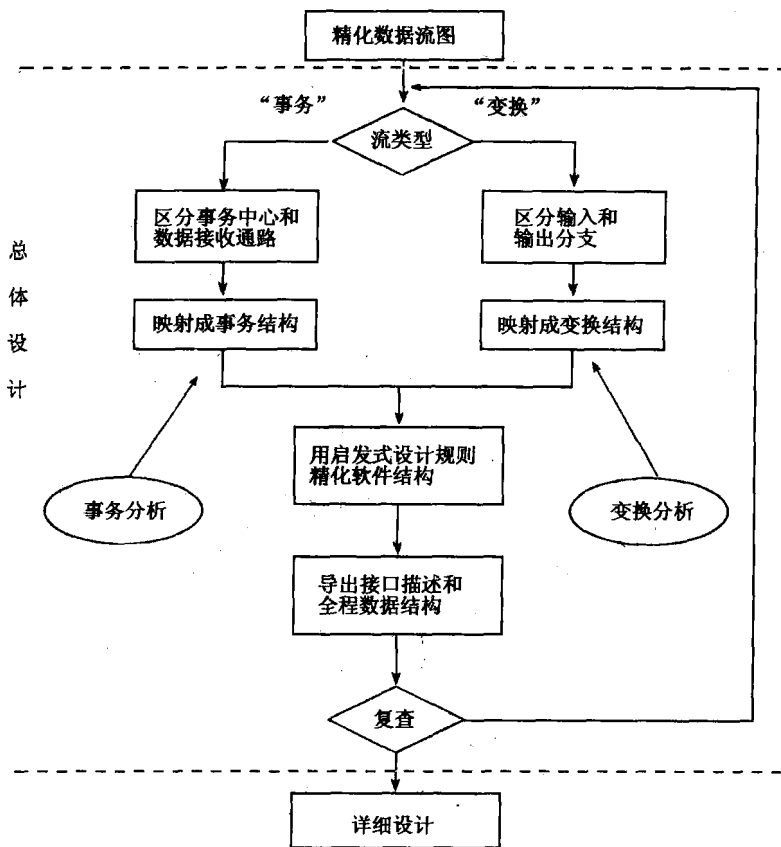 精化数据流图
“事务”
“变换”
流类型
区分事务中心和
数据接收通路
区分输入和
输出分支
映射成事务结构
映射成变换结构
总
体
设
计
用启发式设计规则
精化软件结构
事务分析
变换分析
导出接口描述和
全程数据结构
复查
详细设计